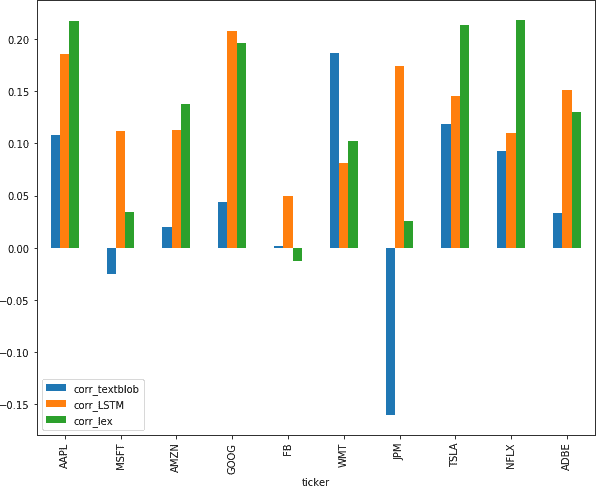 0.20
0.15
0.10
0.05
0.00
−0.05
−0.10
−0.15
corr_textblob
corr_LSTM
corr_lex
AAPL
MSFT
AMZN
GOOG
FB
WMT
JPM
TSLA
NFLX
ADBE
ticker